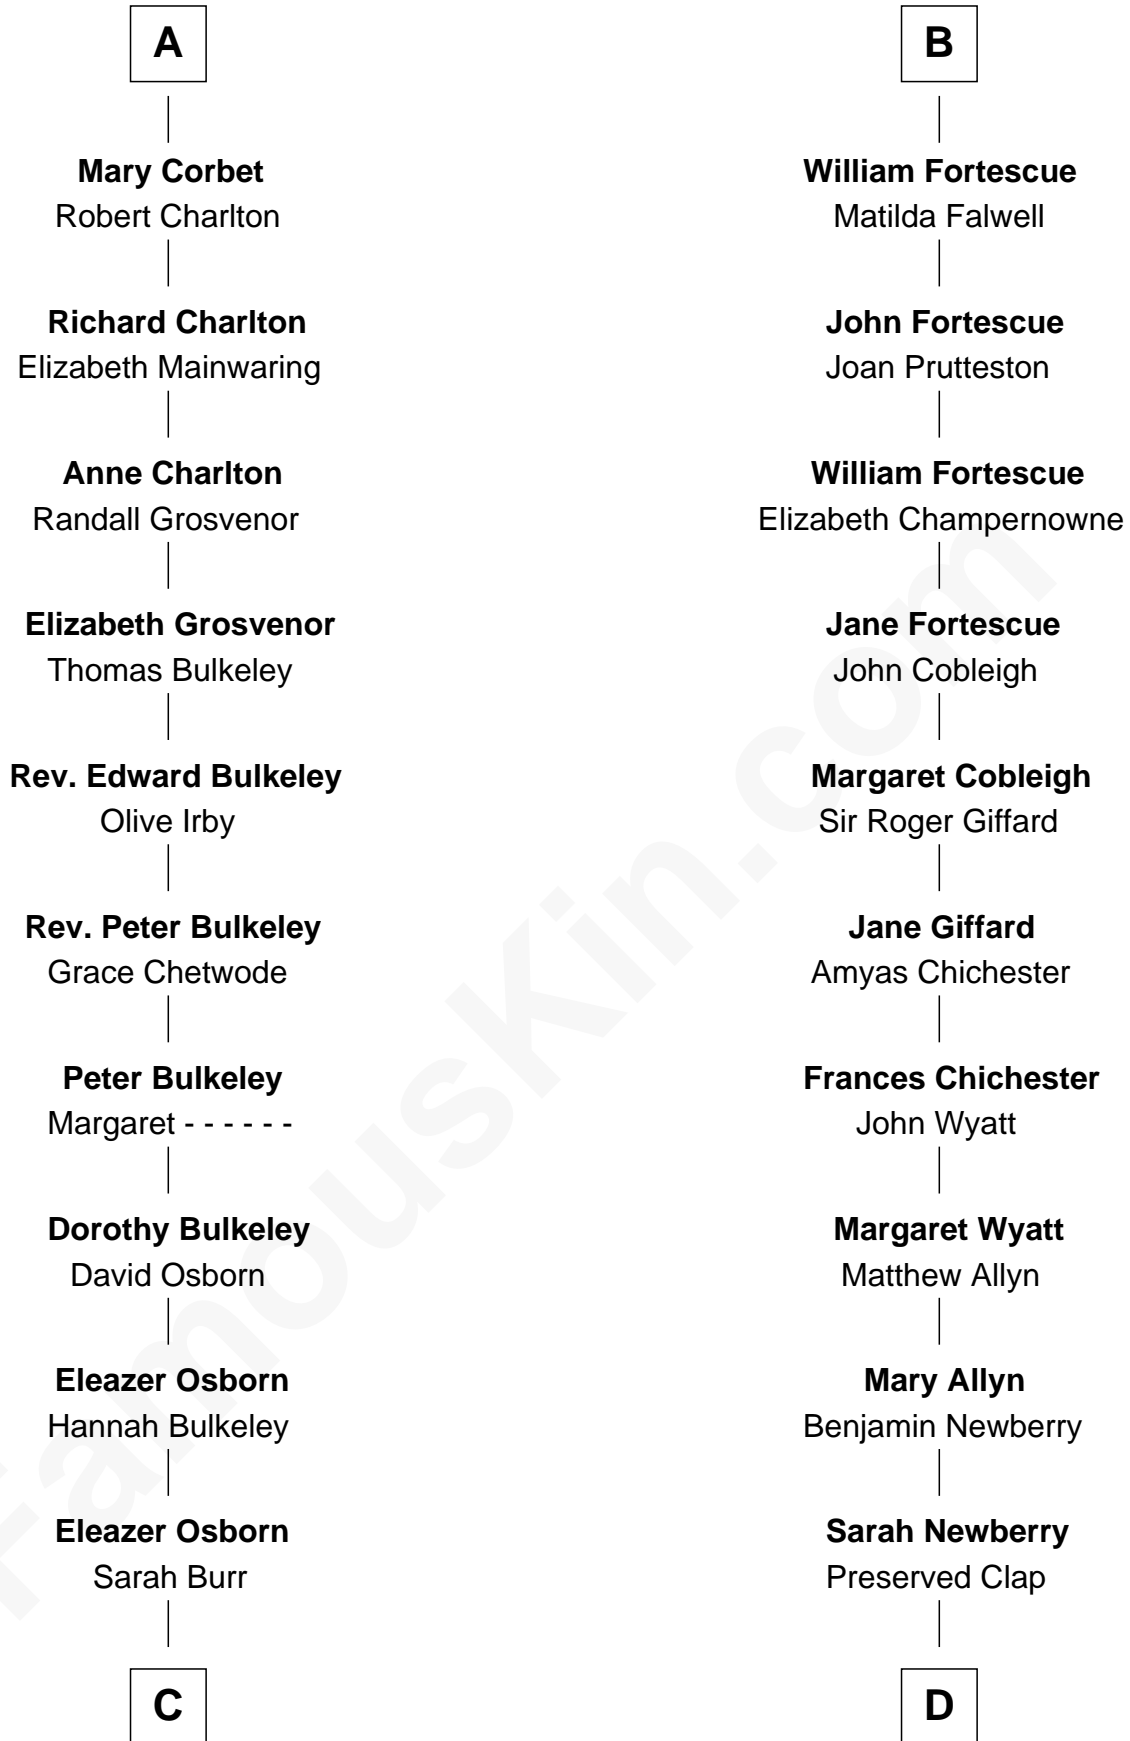 A
Mary Corbet
Robert Charlton
Richard Charlton
Elizabeth Mainwaring
Anne Charlton
Randall Grosvenor
Elizabeth Grosvenor
Thomas Bulkeley
Rev. Edward Bulkeley
Olive Irby
Rev. Peter Bulkeley
Grace Chetwode
Peter Bulkeley
Margaret - - - - - -
Dorothy Bulkeley
David Osborn
Eleazer Osborn
Hannah Bulkeley
Eleazer Osborn
Sarah Burr
C
B
William Fortescue
Matilda Falwell
John Fortescue
Joan Prutteston
William Fortescue
Elizabeth Champernowne
Jane Fortescue
John Cobleigh
Margaret Cobleigh
Sir Roger Giffard
Jane Giffard
Amyas Chichester
Frances Chichester
John Wyatt
Margaret Wyatt
Matthew Allyn
Mary Allyn
Benjamin Newberry
Sarah Newberry
Preserved Clap
D
FamousKin.com